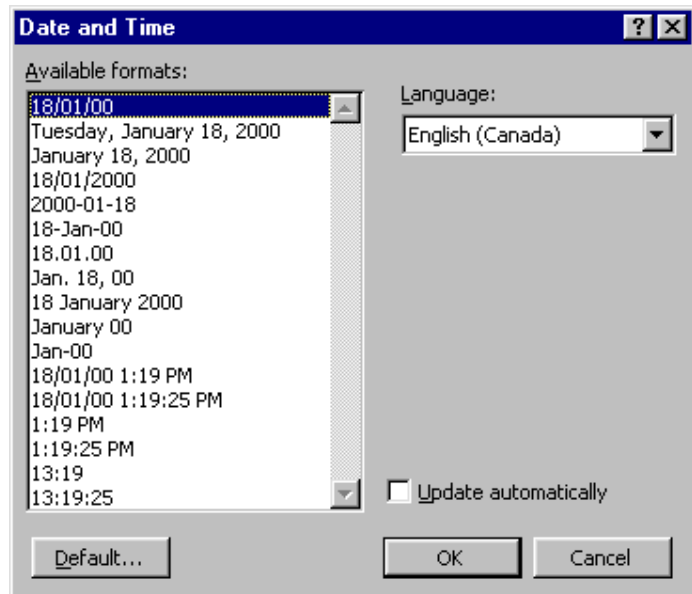 Date and Time
Available formats:
18/01/00
Tuesday, January 18, 2000
January 18, 2000
18/01/2000
2000-01-18
18-Jan-00
18.01.00
Jan. 18, 00
18 January 2000
January 00
Jan-00
18/01/00 1:19 PM
18/01/00 1:19:25 PM
1:19 PM
1:19:25 PM
13:19
13:19:25
Language:
English (Canada)
Update automatically
Default...
OK
Cancel